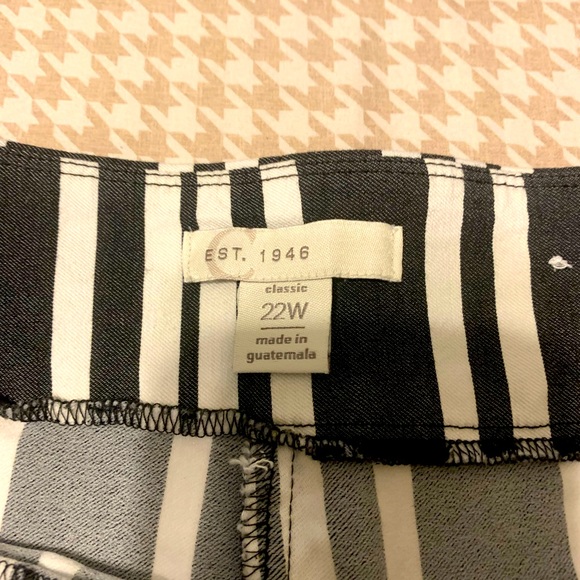 C
EST. 1946
classic
22W
made in
guatemala